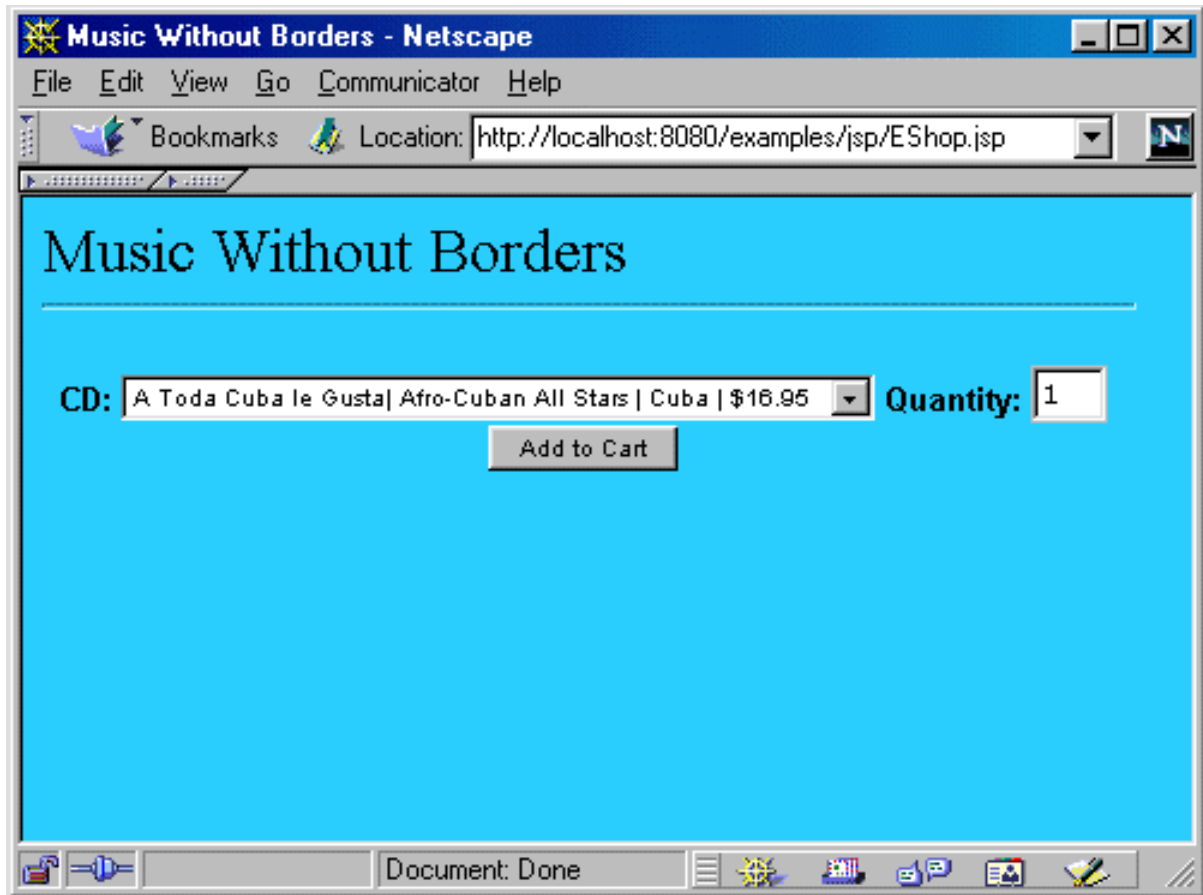 Music Without Borders - Netscape
File Edit View Go Communicator Help
Bookmarks Location: http://localhost:8080/examples/jsp/EShop.jsp N
Music Without Borders
CD: A Toda Cuba le Gusta| Afro-Cuban All Stars | Cuba | $16.95 Quantity: 1
Add to Cart
Document: Done